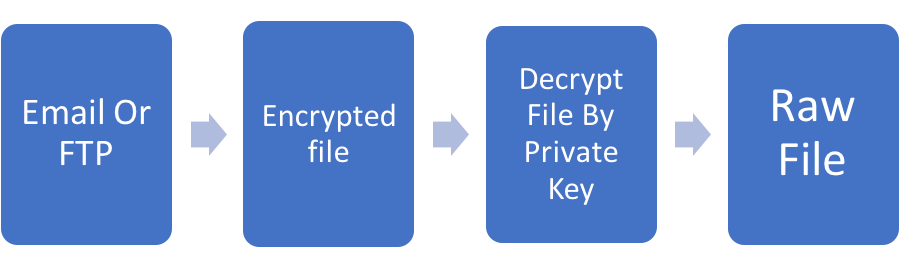 Email Or
FTP
Encrypted
file
Decrypt
File By
Private
Key
Raw
File